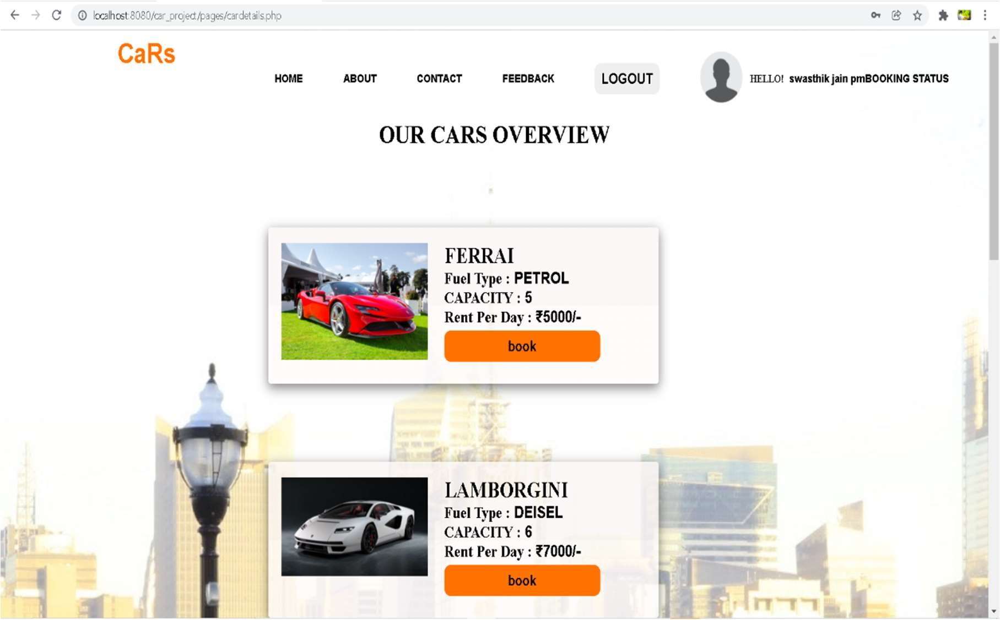 localhost:8080/car_project/pages/cardetails.php
CaRs
HOME ABOUT CONTACT FEEDBACK LOGOUT HELLO! swasthik jain pmBOOKING STATUS
OUR CARS OVERVIEW
FERRAI
Fuel Type : PETROL
CAPACITY : 5
Rent Per Day : ₹5000/-
book
LAMBORGINI
Fuel Type : DEISEL
CAPACITY : 6
Rent Per Day : ₹7000/-
book